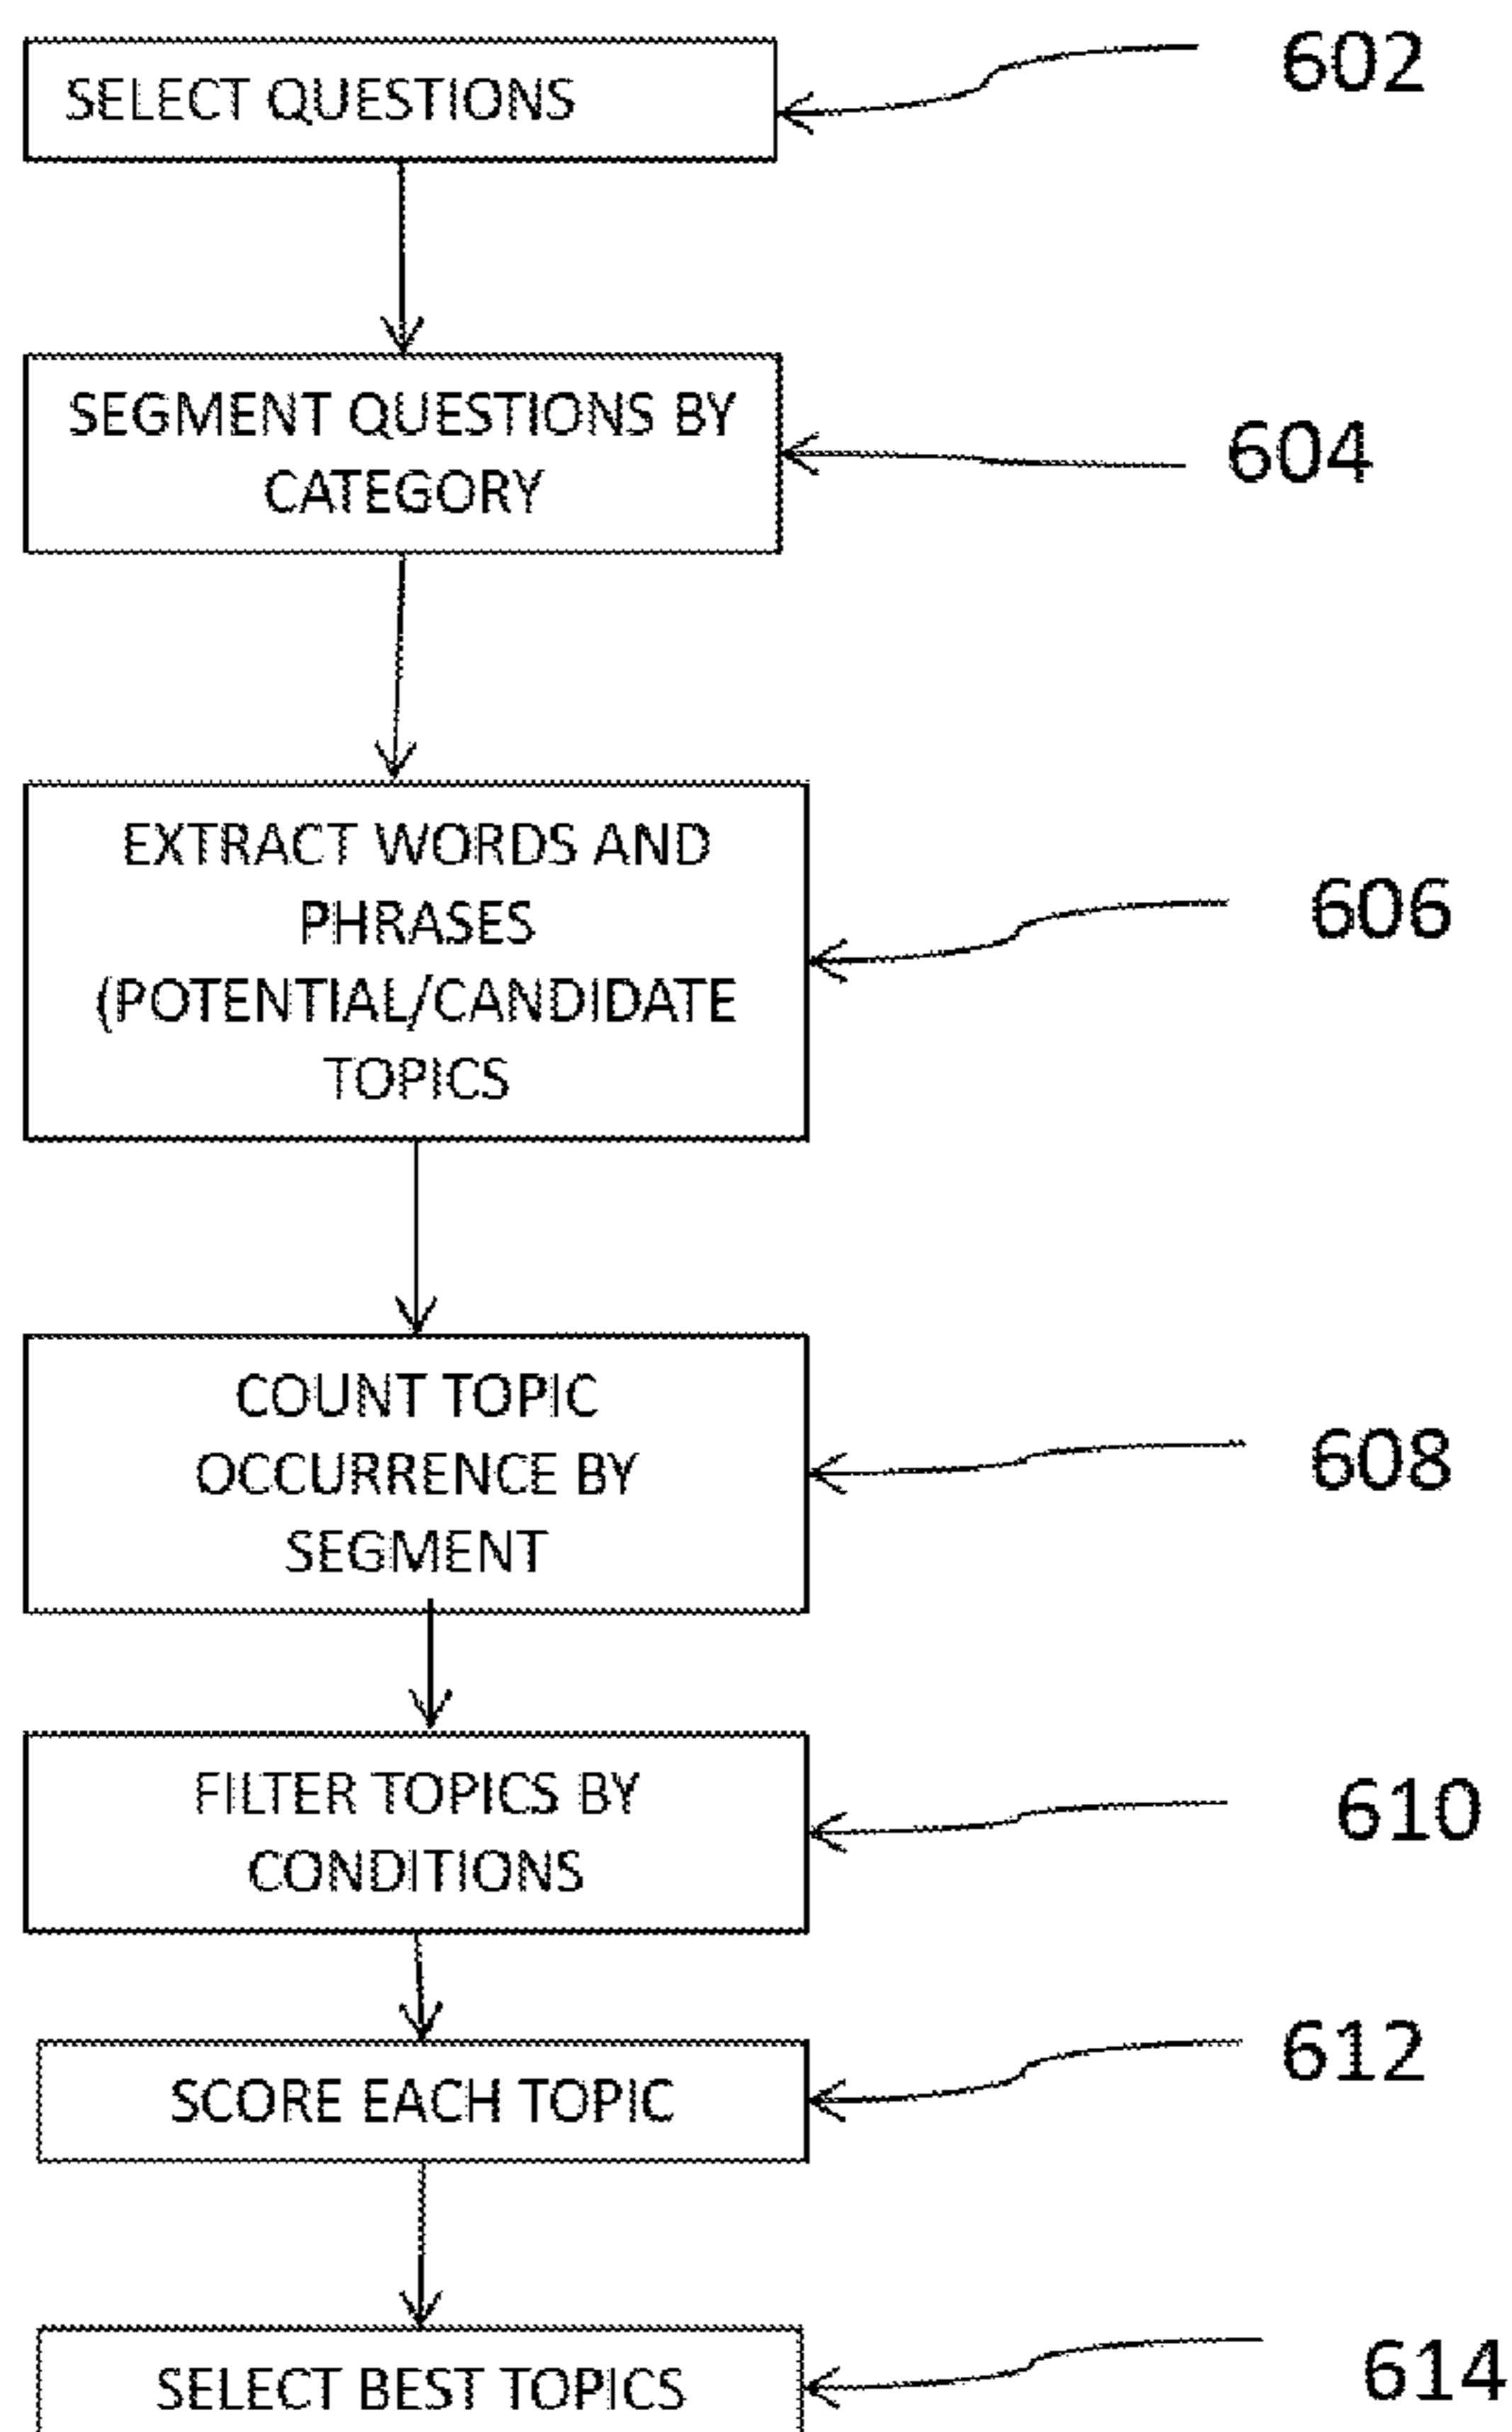 SELECT QUESTIONS
602
SEGMENT QUESTIONS BY
CATEGORY
604
EXTRACT WORDS AND
PHRASES
(POTENTIAL/CANDIDATE
TOPICS
606
COUNT TOPIC
OCCURRENCE BY
SEGMENT
608
FILTER TOPICS BY
CONDITIONS
610
SCORE EACH TOPIC
612
SELECT BEST TOPICS
614